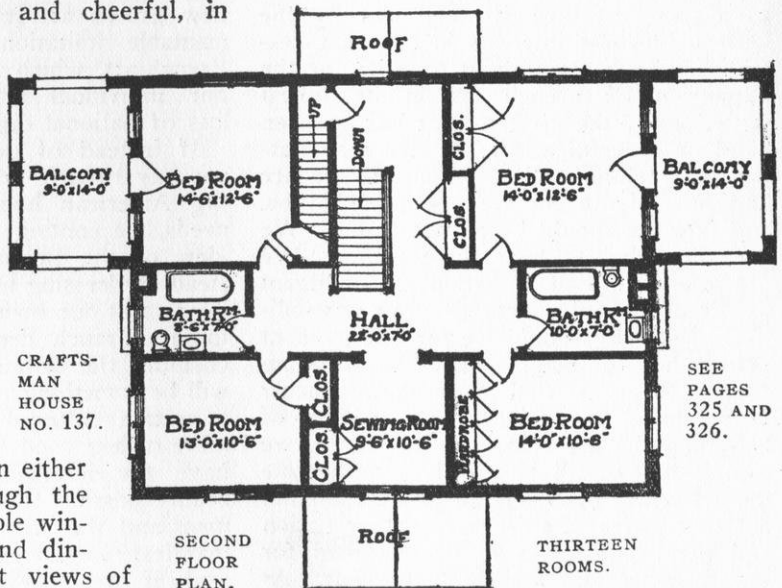 and cheerful, in
ROOF
BALCONY
9'-0"x14'-0"
BED ROOM
14'-6"x12'-6"
UP
DOWN
CLOS.
CLOS.
BED ROOM
14'-0"x12'-6"
BALCONY
9'-0"x14'-0"
BATH RM
8'-6"x7'-0"
HALL
22'-0"x7'-0"
BATH RM
10'-0"x7'-0"
CRAFTS-
MAN
HOUSE
NO. 137.
SEE
PAGES
325 AND
326.
BED ROOM
13'-0"x10'-6"
CLOS.
CLOS.
SEWING ROOM
9'-6"x10'-6"
WARDROBE
BED ROOM
14'-0"x10'-6"
n either
ugh the
ole win-
nd din-
t views of
SECOND
FLOOR
PLAN.
ROOF
THIRTEEN
ROOMS.